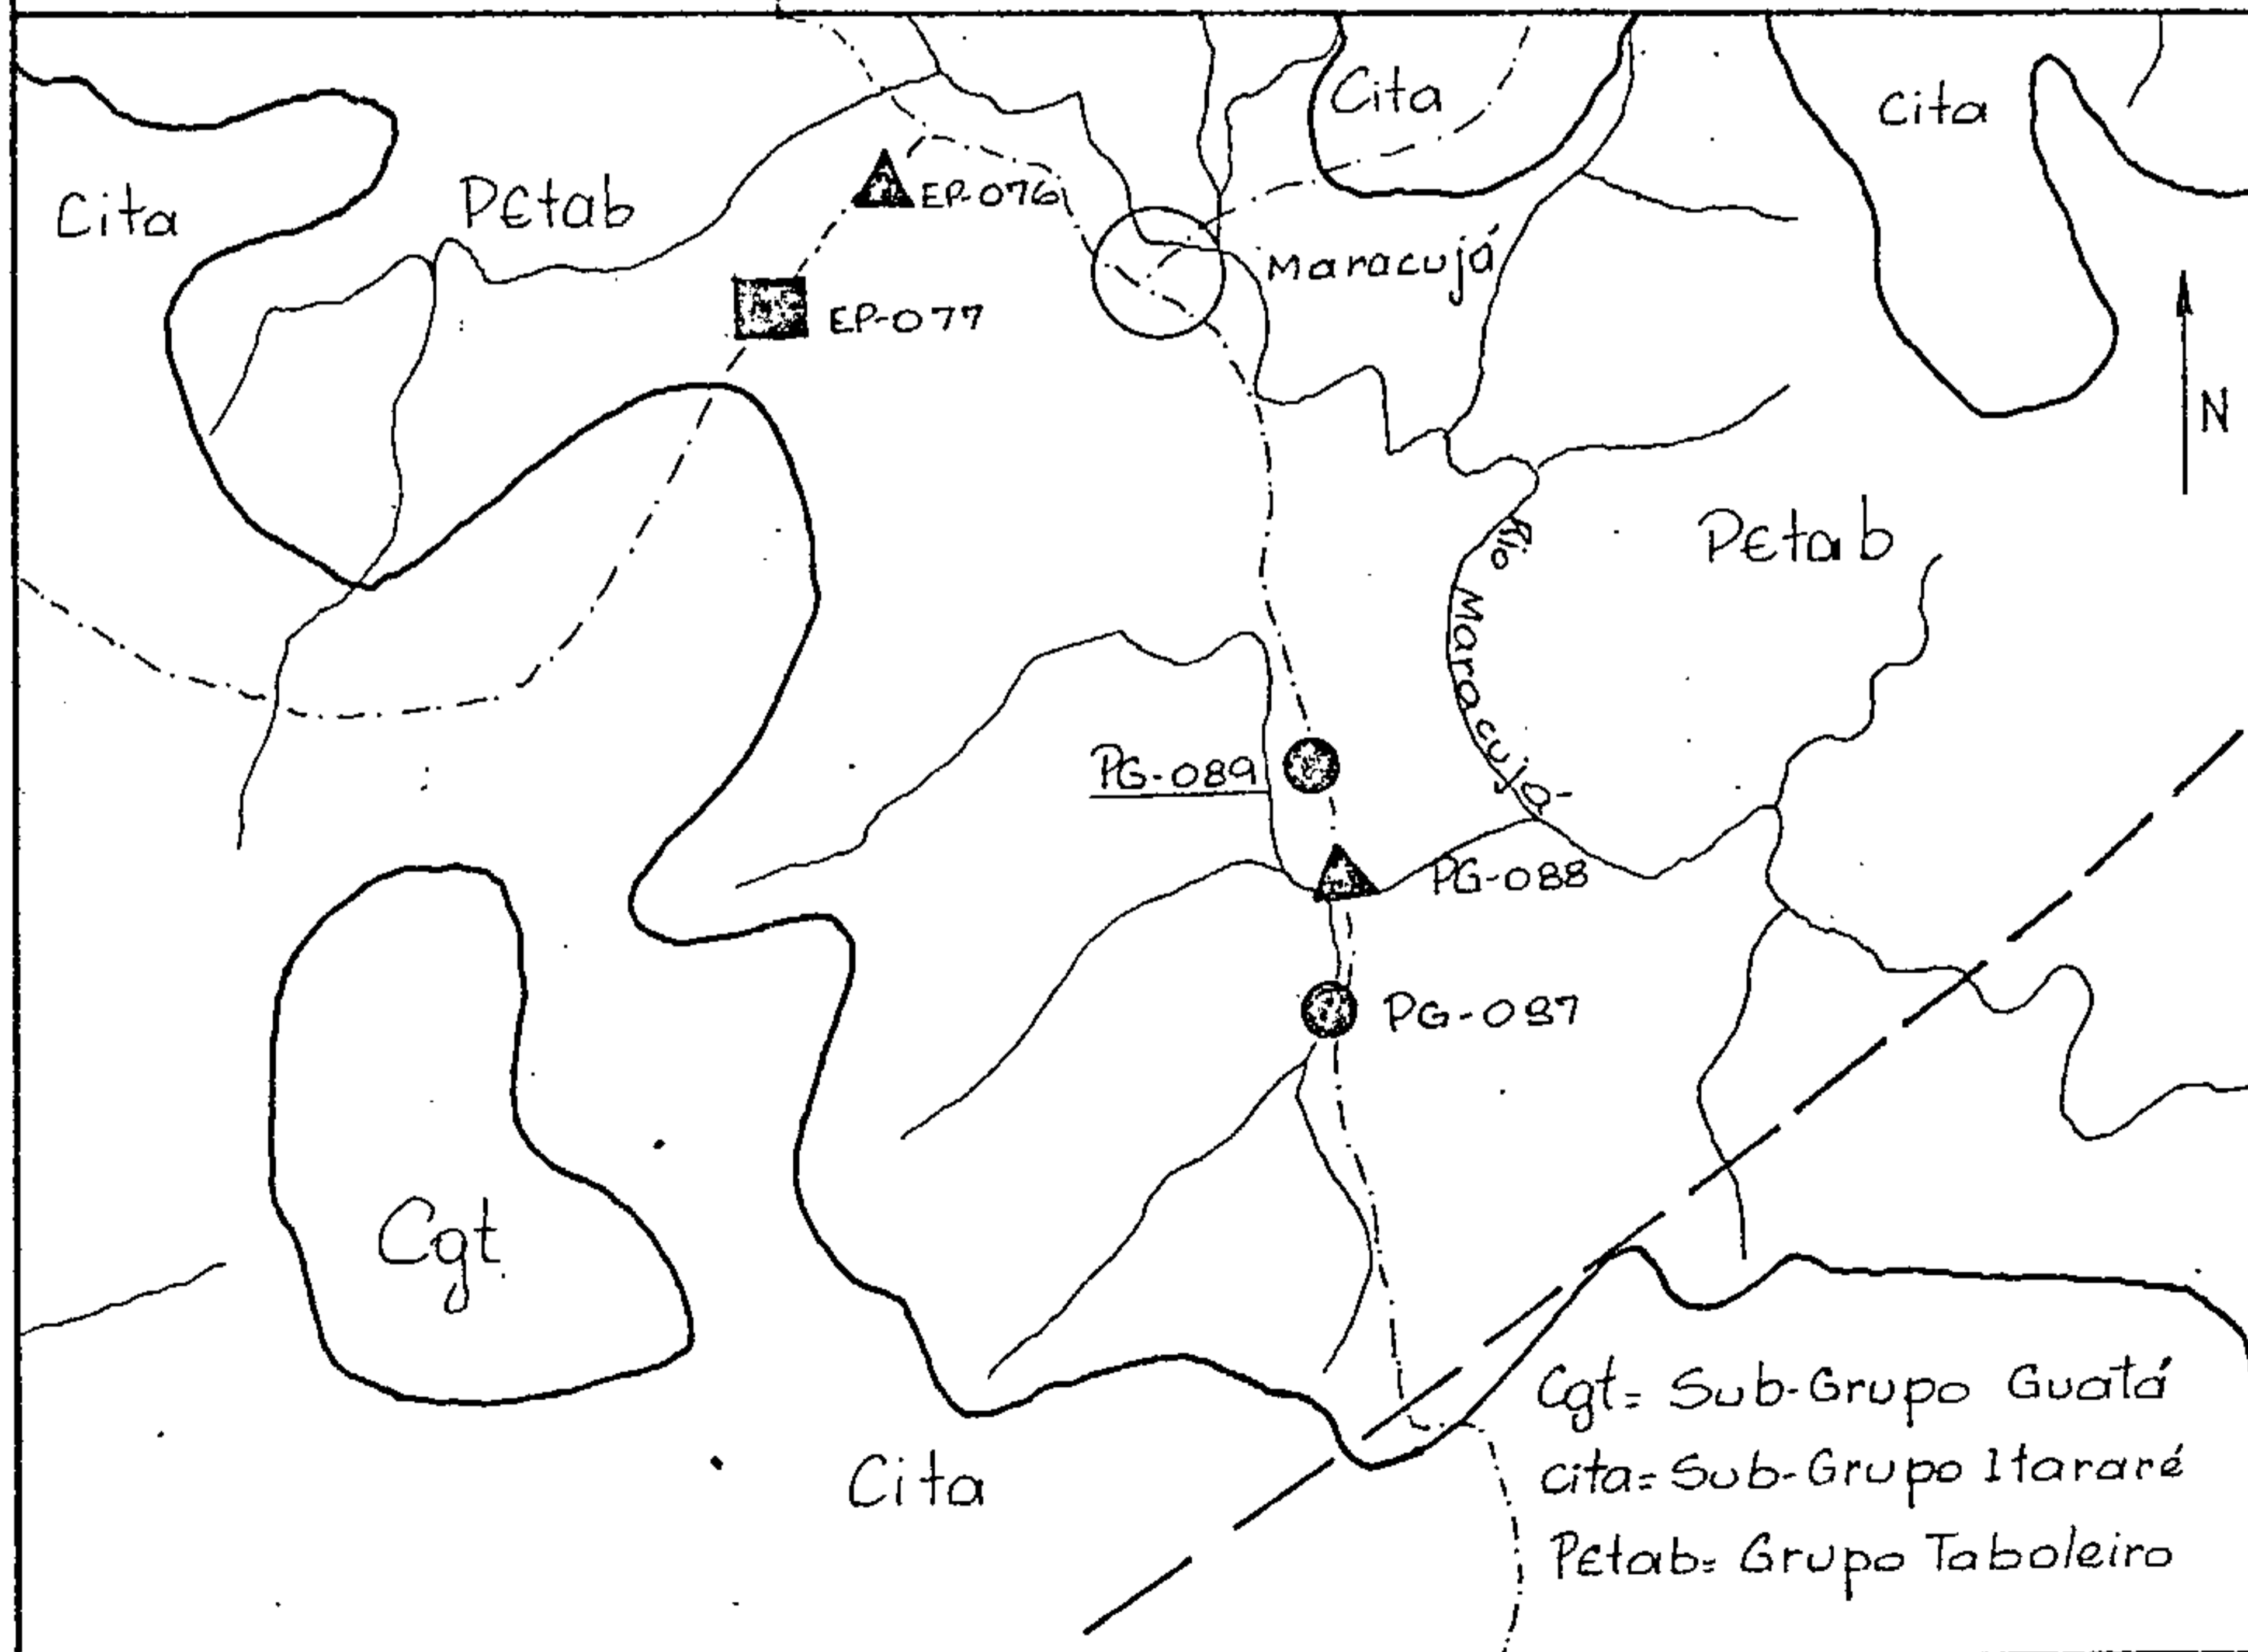 Cita
Cita
Cita
PEtab
EP-076
Maracujá
EP-077
N
PEtab
Rio Maracujá
PG-089
PG-088
PG-087
Cgt
Cita
Cgt= Sub-Grupo Guatá
Cita= Sub-Grupo Itararé
PEtab= Grupo Taboleiro